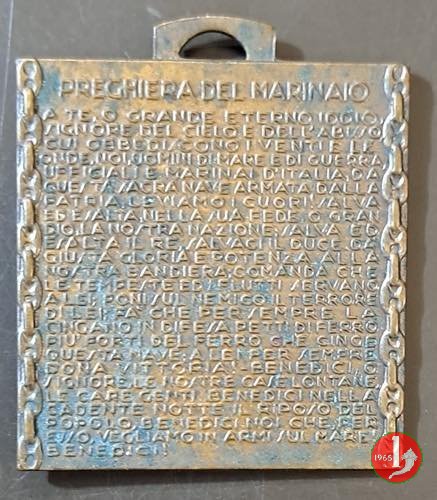 PREGHIERA DEL MARINAIO
A TE, O GRANDE ETERNO IDDIO,
SIGNORE DEL CIELO E DELL'ABISSO
CUI OBBEDISCONO I VENTI E LE
ONDE, NOI, UOMINI DI MARE E DI GUERRA
UFFICIALI E MARINAI D'ITALIA, DA
QUESTA SACRA NAVE ARMATA DALLA
PATRIA, LEVIAMO I CUORI! SALVA
ED ESALTA, NELLA SUA FEDE, O GRAN
DIO, LA NOSTRA NAZIONE, SALVA ED
ESALTA IL RE, SALVACI IL DUCE. DA
GIUSTA GLORIA E POTENZA ALLA
NOSTRA BANDIERA, COMANDA CHE
LE TEMPESTE ED I FLUTTI SERVANO
A LEI, PONI SUL NEMICO IL TERRORE
DI LEI, FA CHE PER SEMPRE LA
CINGANO IN DIFESA PETTI DI FERRO
PIU' FORTI DEL FERRO CHE CINGE
QUESTA NAVE, A LEI PER SEMPRE
DONA VITTORIA! - BENEDICI, O
SIGNORE, LE NOSTRE CASE LONTANE,
LE CARE GENTI. BENEDICI NELLA
CADENTE NOTTE IL RIPOSO DEL
POPOLO, BENEDICI NOI CHE, PER
ESSO, VEGLIAMO IN ARMI SUL MARE!
BENEDICI!
1965